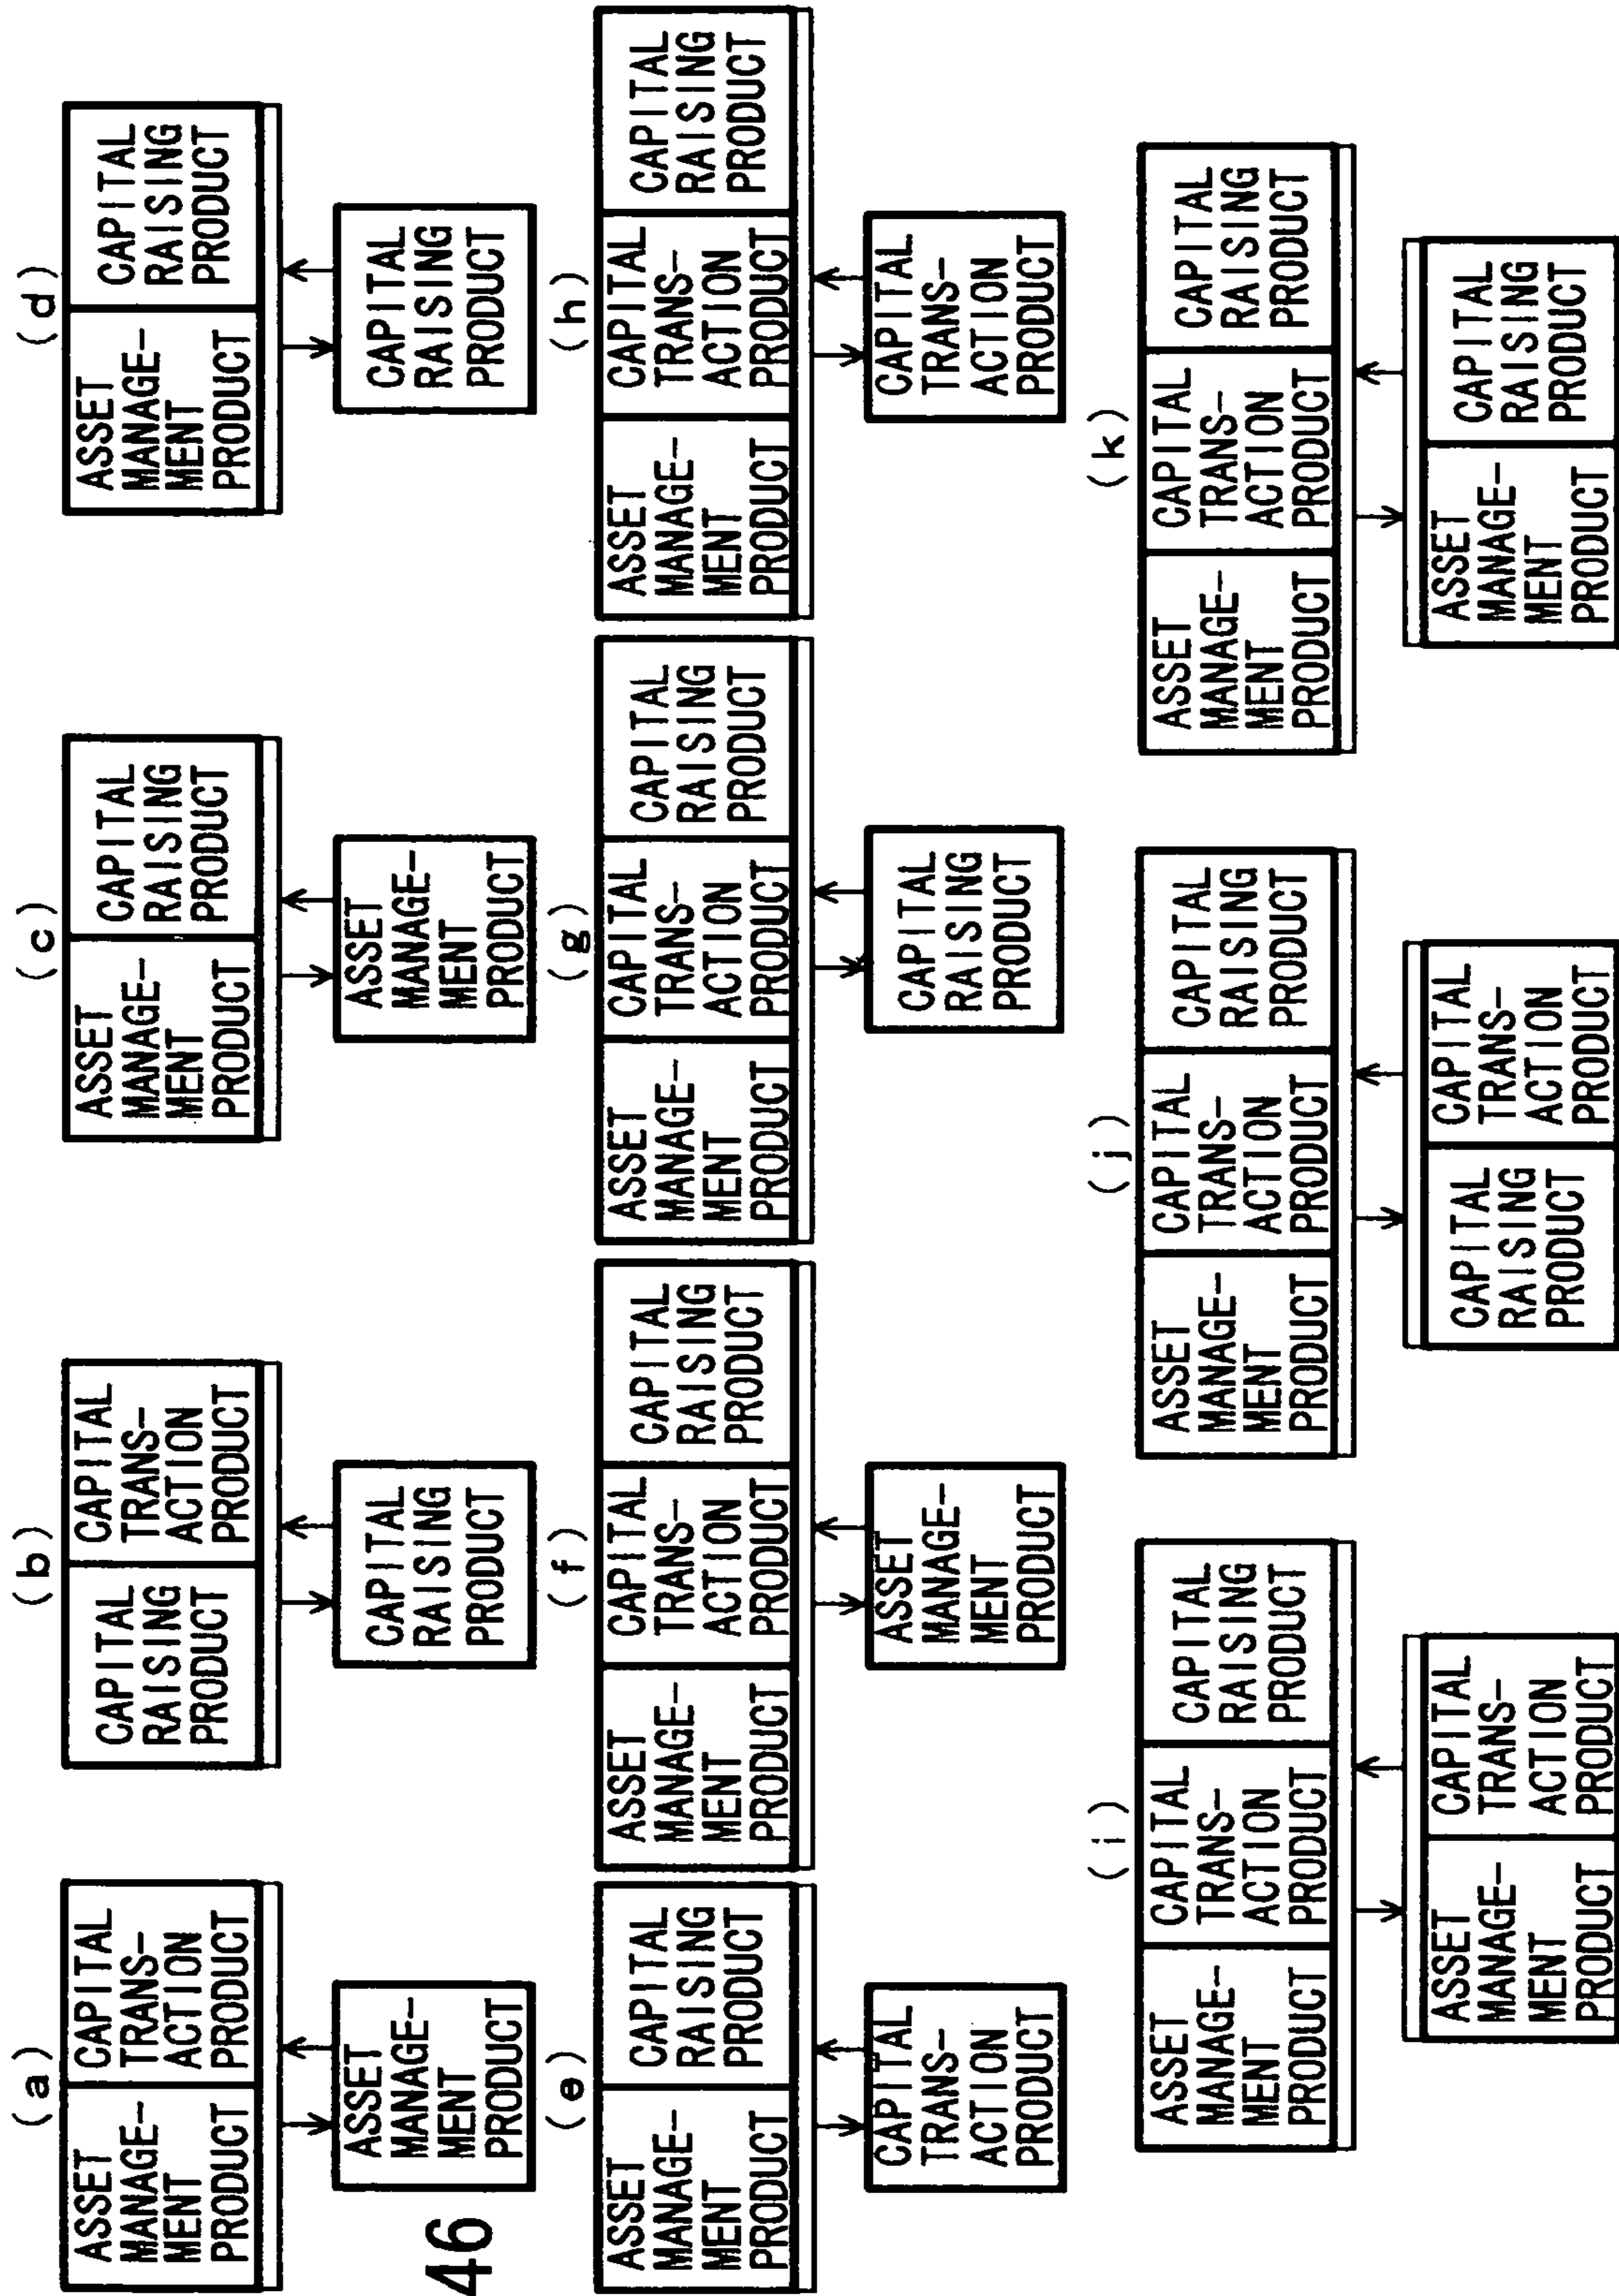 46
(a)
ASSET
MANAGE-
MENT
PRODUCT
CAPITAL
TRANS-
ACTION
PRODUCT
ASSET
MANAGE-
MENT
PRODUCT
(b)
CAPITAL
RAISING
PRODUCT
CAPITAL
TRANS-
ACTION
PRODUCT
CAPITAL
RAISING
PRODUCT
(c)
ASSET
MANAGE-
MENT
PRODUCT
CAPITAL
RAISING
PRODUCT
ASSET
MANAGE-
MENT
PRODUCT
(d)
ASSET
MANAGE-
MENT
PRODUCT
CAPITAL
RAISING
PRODUCT
CAPITAL
RAISING
PRODUCT
(e)
ASSET
MANAGE-
MENT
PRODUCT
CAPITAL
RAISING
PRODUCT
CAPITAL
TRANS-
ACTION
PRODUCT
(f)
ASSET
MANAGE-
MENT
PRODUCT
CAPITAL
TRANS-
ACTION
PRODUCT
CAPITAL
RAISING
PRODUCT
ASSET
MANAGE-
MENT
PRODUCT
(g)
ASSET
MANAGE-
MENT
PRODUCT
CAPITAL
TRANS-
ACTION
PRODUCT
CAPITAL
RAISING
PRODUCT
CAPITAL
RAISING
PRODUCT
(h)
ASSET
MANAGE-
MENT
PRODUCT
CAPITAL
TRANS-
ACTION
PRODUCT
CAPITAL
RAISING
PRODUCT
CAPITAL
TRANS-
ACTION
PRODUCT
(i)
ASSET
MANAGE-
MENT
PRODUCT
CAPITAL
TRANS-
ACTION
PRODUCT
CAPITAL
RAISING
PRODUCT
ASSET
MANAGE-
MENT
PRODUCT
CAPITAL
TRANS-
ACTION
PRODUCT
(j)
ASSET
MANAGE-
MENT
PRODUCT
CAPITAL
TRANS-
ACTION
PRODUCT
CAPITAL
RAISING
PRODUCT
CAPITAL
RAISING
PRODUCT
CAPITAL
TRANS-
ACTION
PRODUCT
(k)
ASSET
MANAGE-
MENT
PRODUCT
CAPITAL
TRANS-
ACTION
PRODUCT
CAPITAL
RAISING
PRODUCT
ASSET
MANAGE-
MENT
PRODUCT
CAPITAL
RAISING
PRODUCT